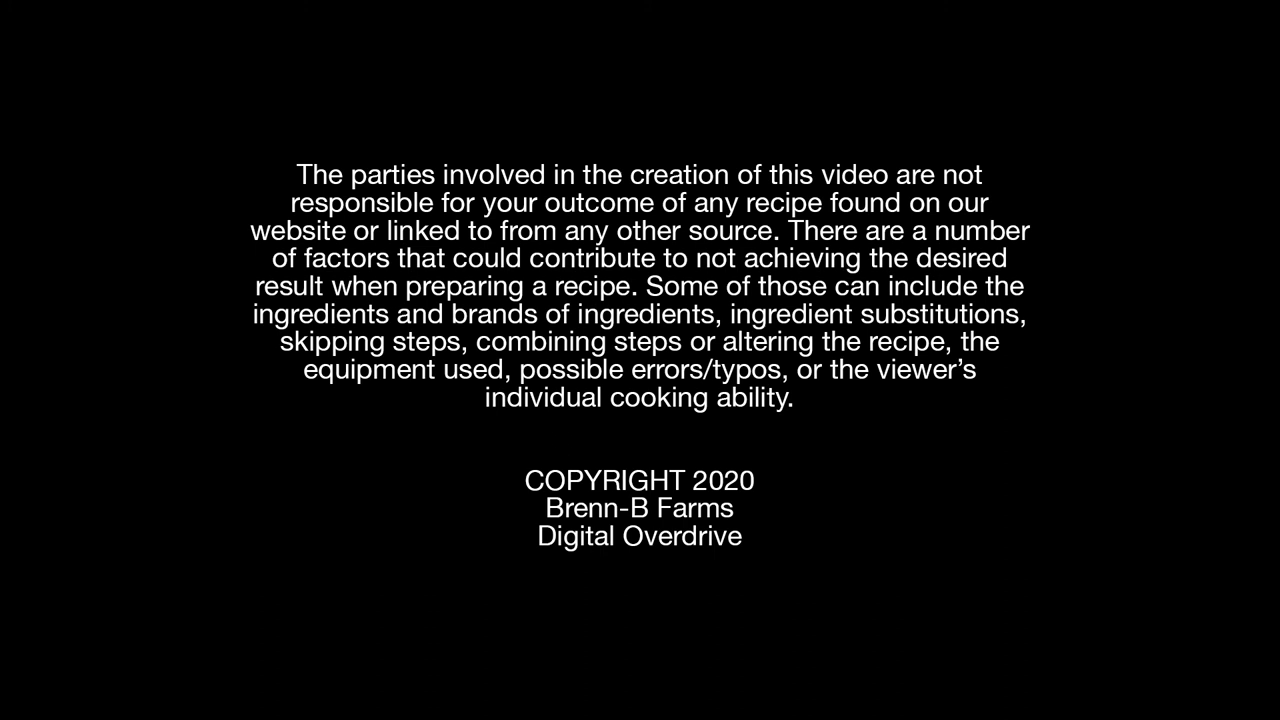 The parties involved in the creation of this video are not
responsible for your outcome of any recipe found on our
website or linked to from any other source. There are a number
of factors that could contribute to not achieving the desired
result when preparing a recipe. Some of those can include the
ingredients and brands of ingredients, ingredient substitutions,
skipping steps, combining steps or altering the recipe, the
equipment used, possible errors/typos, or the viewer’s
individual cooking ability.
COPYRIGHT 2020
Brenn-B Farms
Digital Overdrive